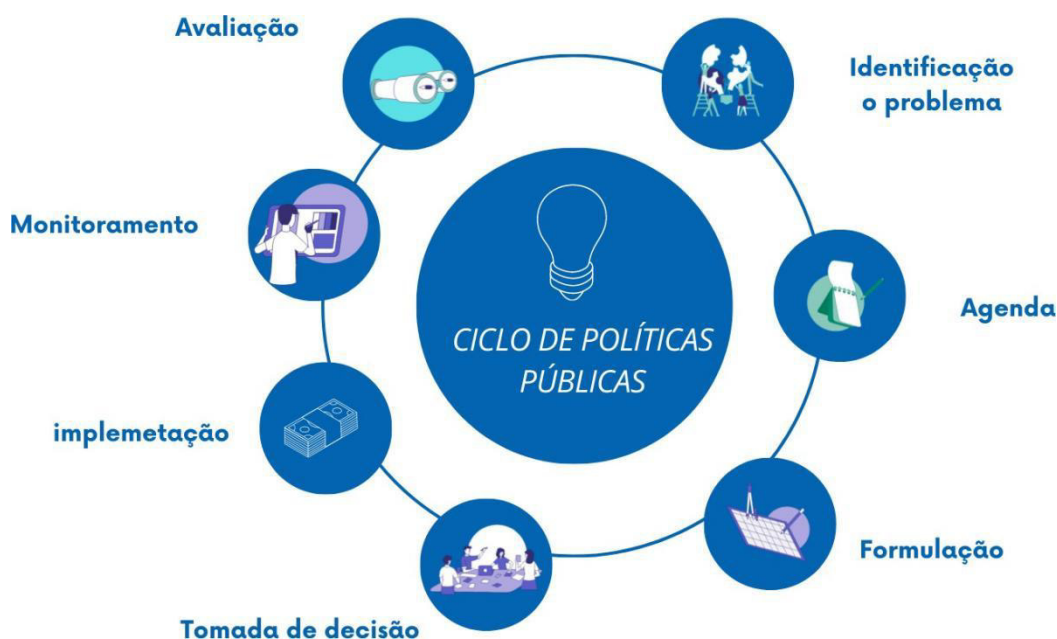 Avaliação
Identificação
o problema
Monitoramento
CICLO DE POLÍTICAS
PÚBLICAS
Agenda
implemetação
Formulação
Tomada de decisão